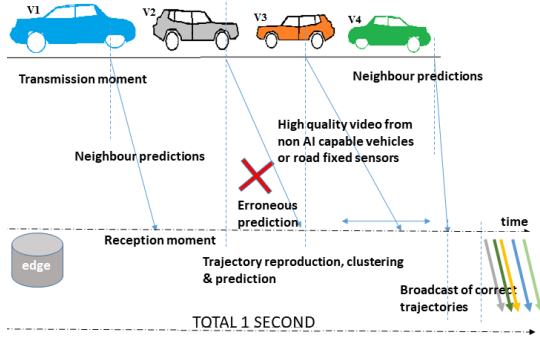 V1
V2
V3
V4
Transmission moment
Neighbour predictions
High quality video from
non AI capable vehicles
or road fixed sensors
Neighbour predictions
Erroneous
prediction
time
Reception moment
edge
Trajectory reproduction, clustering
& prediction
Broadcast of correct
trajectories
TOTAL 1 SECOND